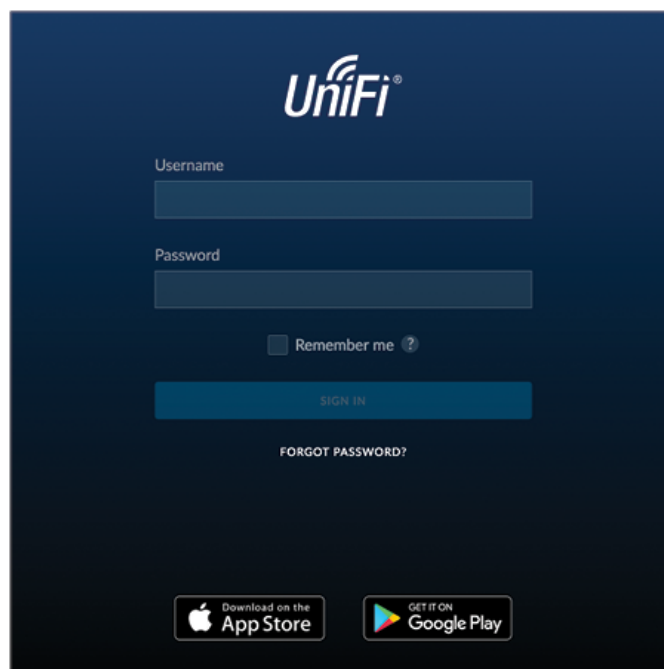 UniFi®
Username
Password
Remember me ?
SIGN IN
FORGOT PASSWORD?
Download on the
App Store
GET IT ON
Google Play